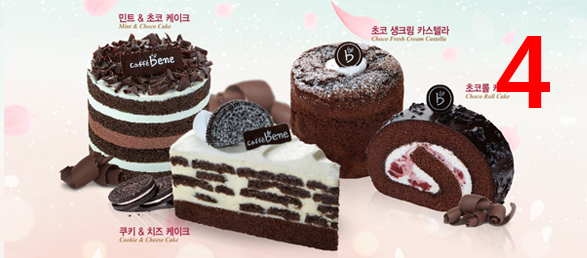 민트 & 초코 케이크
Mint & Choco Cake
초코 생크림 카스텔라
Choco Fresh Cream Castella
초코롤
Choco Roll Cake
4
Caffé Bene
b
b
Caffé Bene
쿠키 & 치즈 케이크
Cookie & Cheese Cake